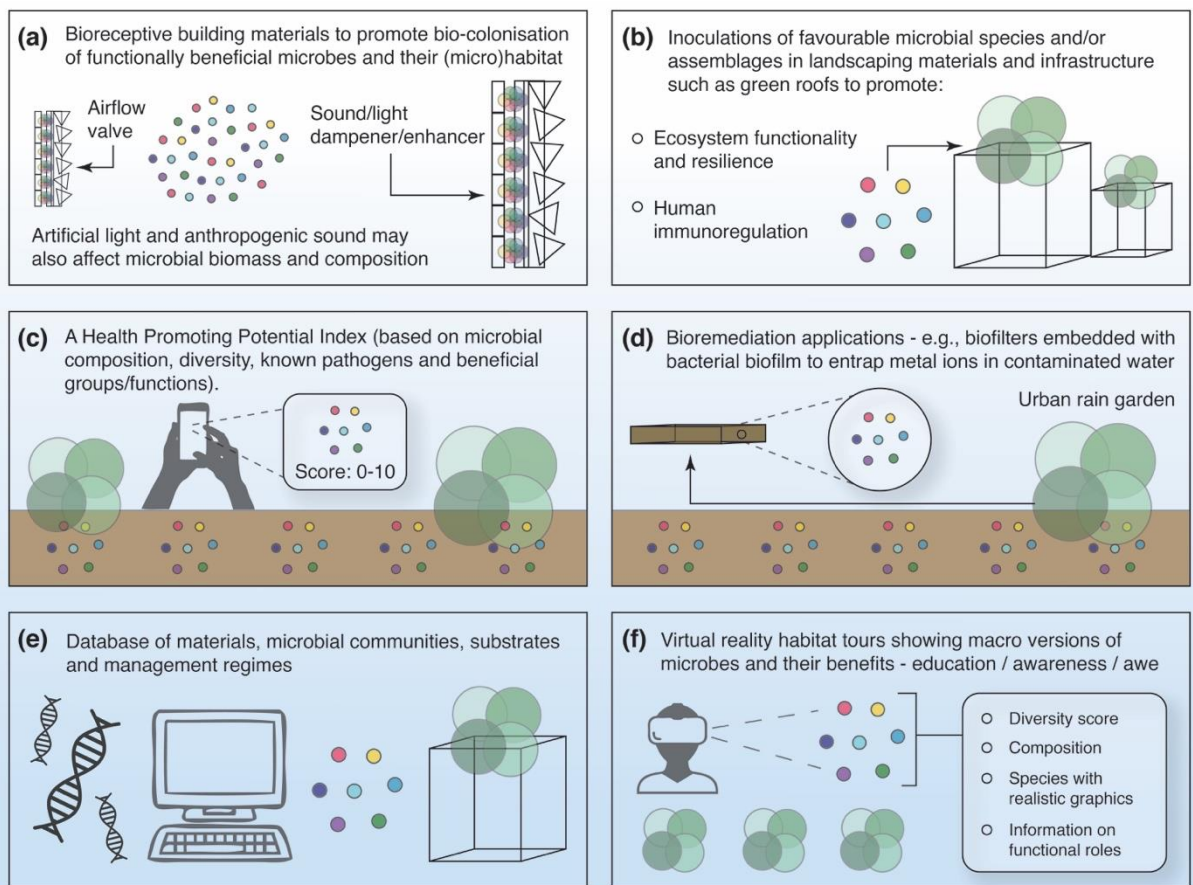 (a) Bioreceptive building materials to promote bio-colonisation
of functionally beneficial microbes and their (micro)habitat
Airflow
valve
Sound/light
dampener/enhancer
Artificial light and anthropogenic sound may
also affect microbial biomass and composition
(b) Inoculations of favourable microbial species and/or
assemblages in landscaping materials and infrastructure
such as green roofs to promote:
Ecosystem functionality
and resilience
Human
immunoregulation
(c) A Health Promoting Potential Index (based on microbial
composition, diversity, known pathogens and beneficial
groups/functions).
Score: 0-10
(d) Bioremediation applications - e.g., biofilters embedded with
bacterial biofilm to entrap metal ions in contaminated water
Urban rain garden
(e) Database of materials, microbial communities, substrates
and management regimes
(f) Virtual reality habitat tours showing macro versions of
microbes and their benefits - education / awareness / awe
Diversity score
Composition
Species with
realistic graphics
Information on
functional roles